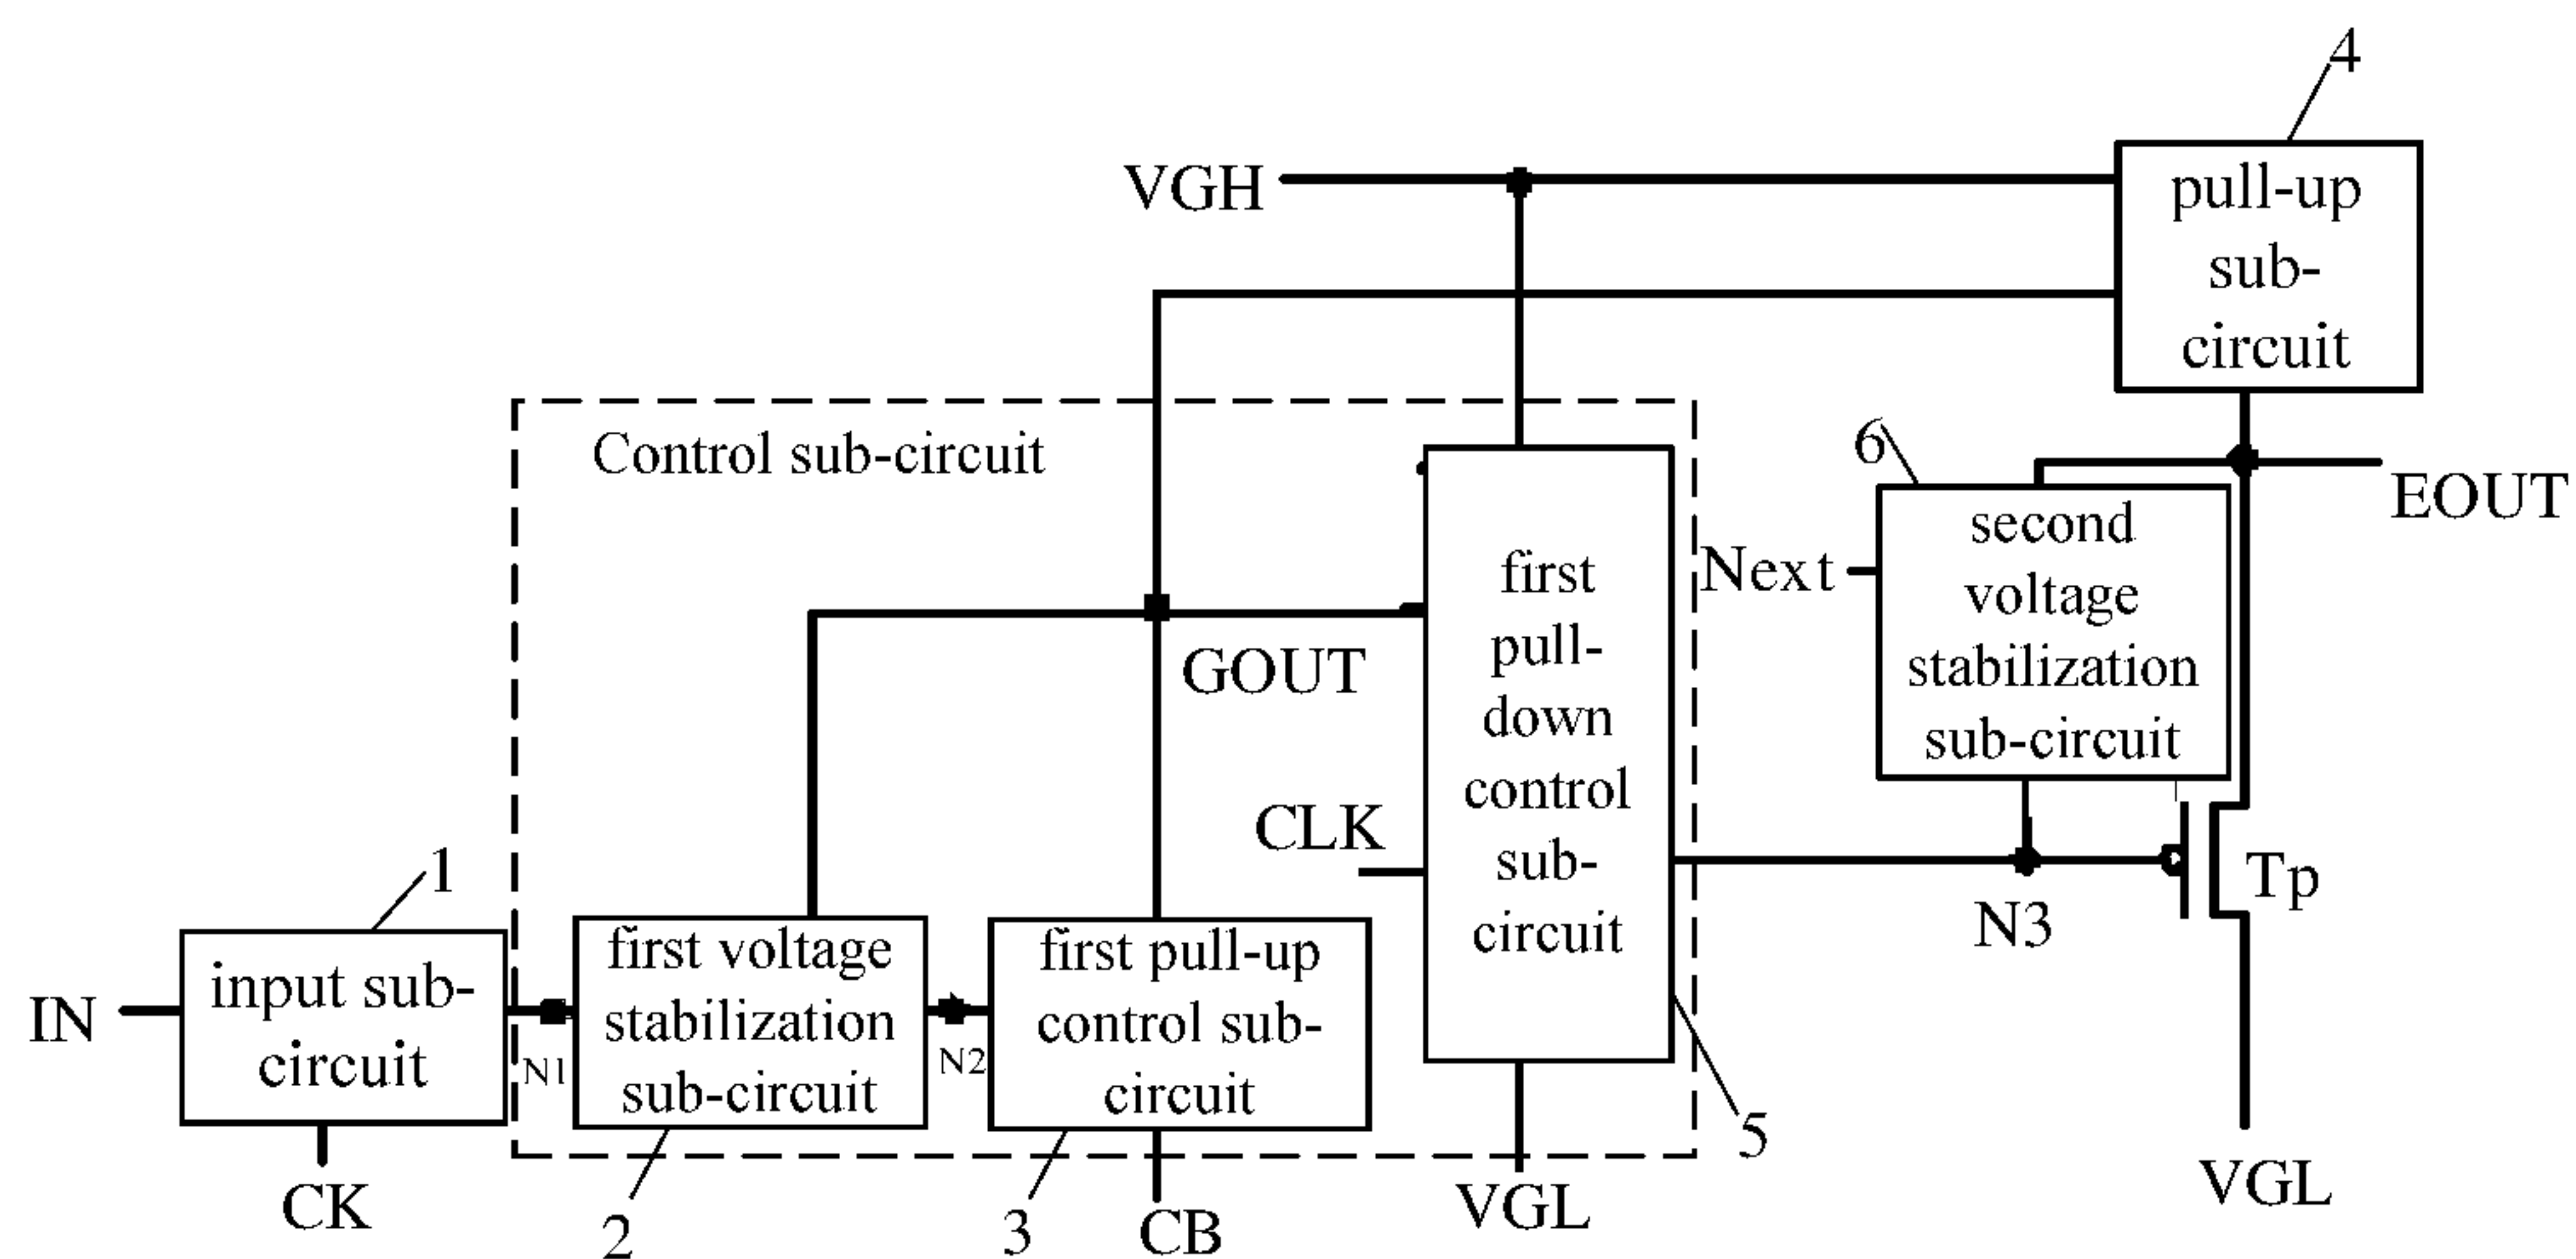 4
VGH
pull-up
sub-
circuit
Control sub-circuit
6
EOUT
second
voltage
stabilization
sub-circuit
Next
first
pull-
down
control
sub-
circuit
GOUT
CLK
Tp
N3
1
input sub-
circuit
IN
N1
first voltage
stabilization
sub-circuit
N2
first pull-up
control sub-
circuit
5
CK
2
3
CB
VGL
VGL